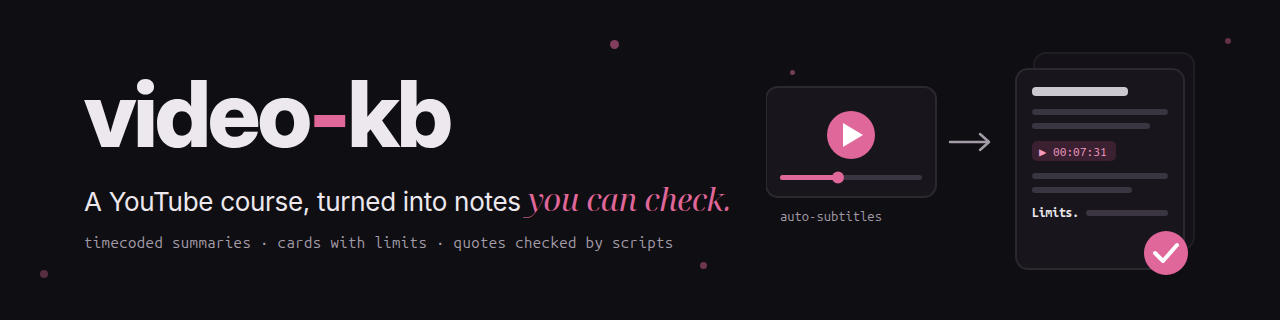 video-kb
A YouTube course, turned into notes you can check.
timecoded summaries · cards with limits · quotes checked by scripts
auto-subtitles
▶ 00:07:31
Limits.